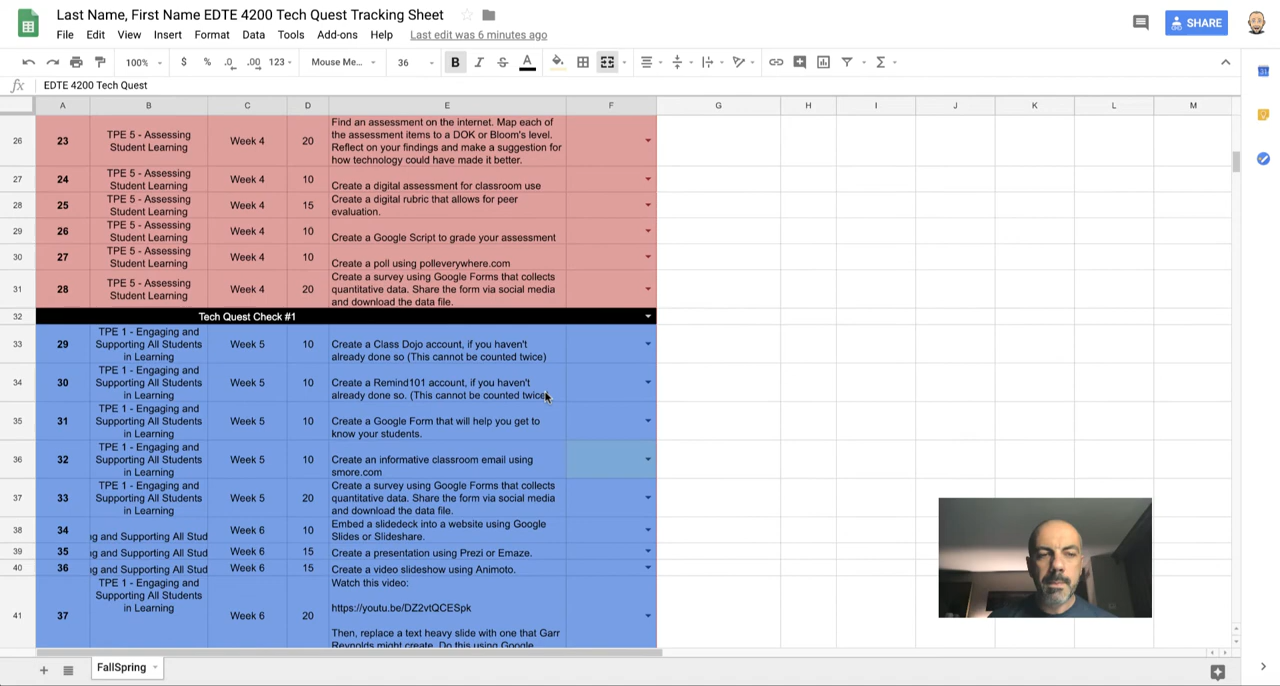 Last Name, First Name EDTE 4200 Tech Quest Tracking Sheet
SHARE
File Edit View Insert Format Data Tools Add-ons Help Last edit was 6 minutes ago
100% $ % .0 .00 123 Mouse Me... 36 B I S A
fx EDTE 4200 Tech Quest
A B C D E F G H I J K L M
26 23 TPE 5 - Assessing Student Learning Week 4 20 Find an assessment on the internet. Map each of
the assessment items to a DOK or Bloom's level.
Reflect on your findings and make a suggestion for
how technology could have made it better.
27 24 TPE 5 - Assessing
Student Learning Week 4 10 Create a digital assessment for classroom use
28 25 TPE 5 - Assessing
Student Learning Week 4 15 Create a digital rubric that allows for peer
evaluation.
29 26 TPE 5 - Assessing
Student Learning Week 4 10 Create a Google Script to grade your assessment
30 27 TPE 5 - Assessing
Student Learning Week 4 10 Create a poll using polleverywhere.com
31 28 TPE 5 - Assessing
Student Learning Week 4 20 Create a survey using Google Forms that collects
quantitative data. Share the form via social media
and download the data file.
32 Tech Quest Check #1
33 29 TPE 1 - Engaging and
Supporting All Students
in Learning Week 5 10 Create a Class Dojo account, if you haven't
already done so (This cannot be counted twice)
34 30 TPE 1 - Engaging and
Supporting All Students
in Learning Week 5 10 Create a Remind101 account, if you haven't
already done so. (This cannot be counted twice)
35 31 TPE 1 - Engaging and
Supporting All Students
in Learning Week 5 10 Create a Google Form that will help you get to
know your students.
36 32 TPE 1 - Engaging and
Supporting All Students
in Learning Week 5 10 Create an informative classroom email using
smore.com
37 33 TPE 1 - Engaging and
Supporting All Students
in Learning Week 5 20 Create a survey using Google Forms that collects
quantitative data. Share the form via social media
and download the data file.
38 34 ng and Supporting All Stud Week 6 10 Embed a slidedeck into a website using Google
Slides or Slideshare.
39 35 ng and Supporting All Stud Week 6 15 Create a presentation using Prezi or Emaze.
40 36 ng and Supporting All Stud Week 6 15 Create a video slideshow using Animoto.
41 37 TPE 1 - Engaging and
Supporting All Students
in Learning Week 6 20 Watch this video:
https://youtu.be/DZ2vtQCESpk
Then, replace a text heavy slide with one that Garr
Reynolds might create. Do this using Google
FallSpring
31